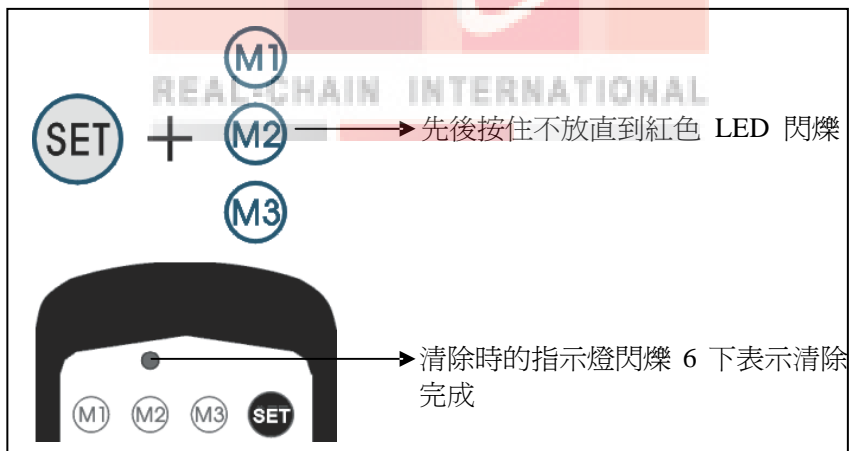 M1
REAL-CHAIN INTERNATIONAL
SET + M2 先後按住不放直到紅色 LED 閃爍
M3
清除時的指示燈閃爍 6 下表示清除
完成
M1 M2 M3 SET